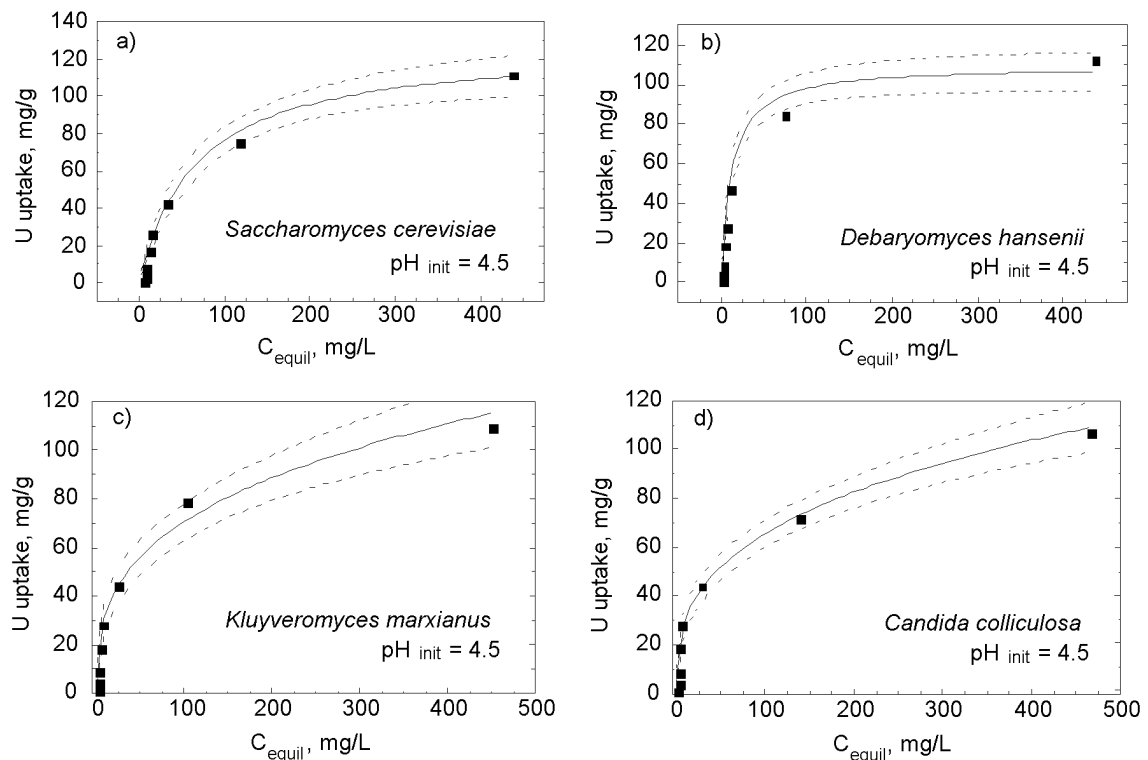 a)
140
120
100
80
60
40
20
0
U uptake, mg/g
Saccharomyces cerevisiae
pH init = 4.5
0 100 200 300 400
Cequil, mg/L
b)
120
100
80
60
40
20
0
U uptake, mg/g
Debaryomyces hansenii
pH init = 4.5
0 100 200 300 400
Cequil, mg/L
c)
120
100
80
60
40
20
0
U uptake, mg/g
Kluyveromyces marxianus
pH init = 4.5
0 100 200 300 400 500
Cequil, mg/L
d)
120
100
80
60
40
20
0
U uptake, mg/g
Candida colliculosa
pH init = 4.5
0 100 200 300 400 500
Cequil, mg/L